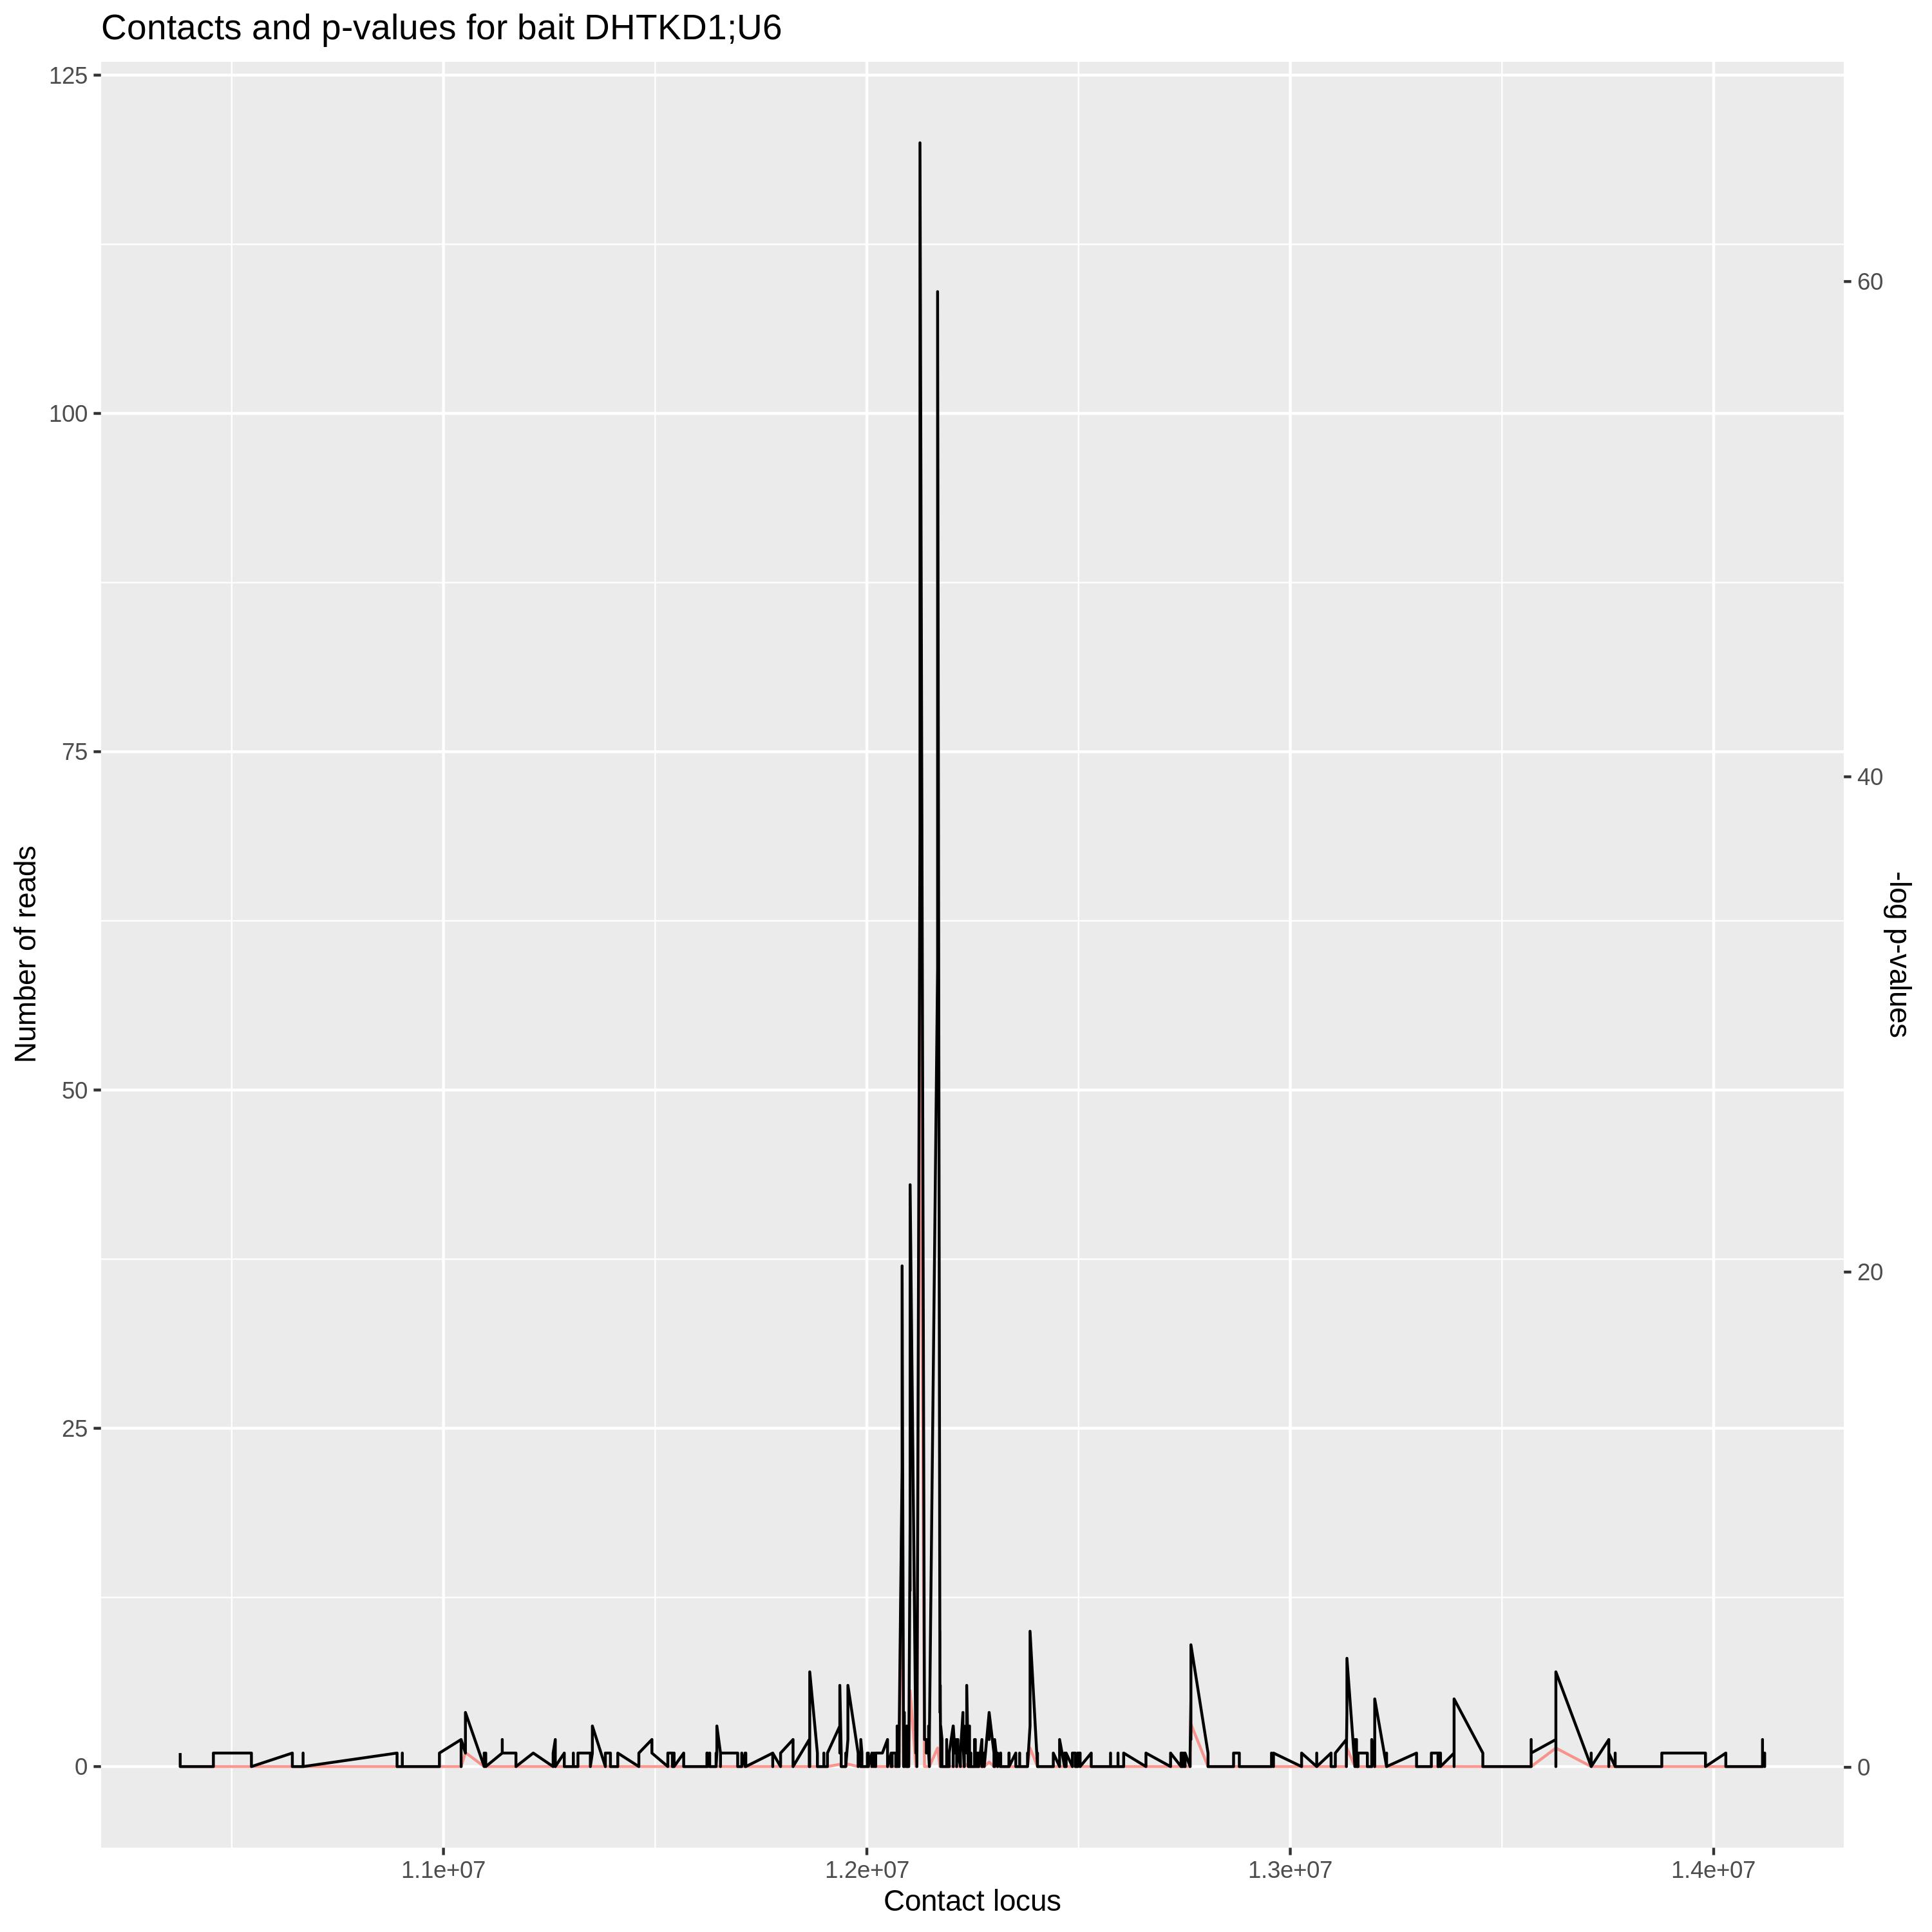 Contacts and p-values for bait DHTKD1;U6
125
100
75
50
25
0
Number of reads
60
40
20
0
-log p-values
1.1e+07
1.2e+07
1.3e+07
1.4e+07
Contact locus